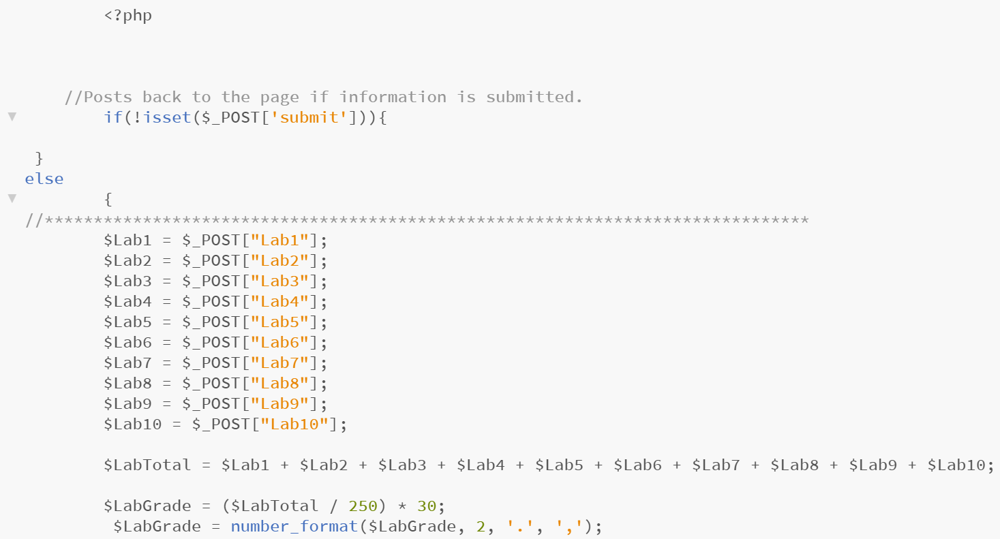 <?php
//Posts back to the page if information is submitted.
if(!isset($_POST['submit'])){
}
else
{
//******************************************************************************
$Lab1 = $_POST["Lab1"];
$Lab2 = $_POST["Lab2"];
$Lab3 = $_POST["Lab3"];
$Lab4 = $_POST["Lab4"];
$Lab5 = $_POST["Lab5"];
$Lab6 = $_POST["Lab6"];
$Lab7 = $_POST["Lab7"];
$Lab8 = $_POST["Lab8"];
$Lab9 = $_POST["Lab9"];
$Lab10 = $_POST["Lab10"];
$LabTotal = $Lab1 + $Lab2 + $Lab3 + $Lab4 + $Lab5 + $Lab6 + $Lab7 + $Lab8 + $Lab9 + $Lab10;
$LabGrade = ($LabTotal / 250) * 30;
$LabGrade = number_format($LabGrade, 2, '.', ',');